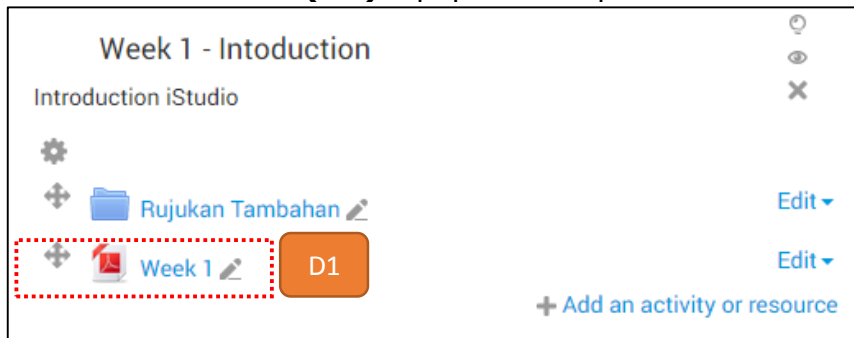 Week 1 - Intoduction
Introduction iStudio
Rujukan Tambahan
Edit
Week 1
D1
Edit
Add an activity or resource